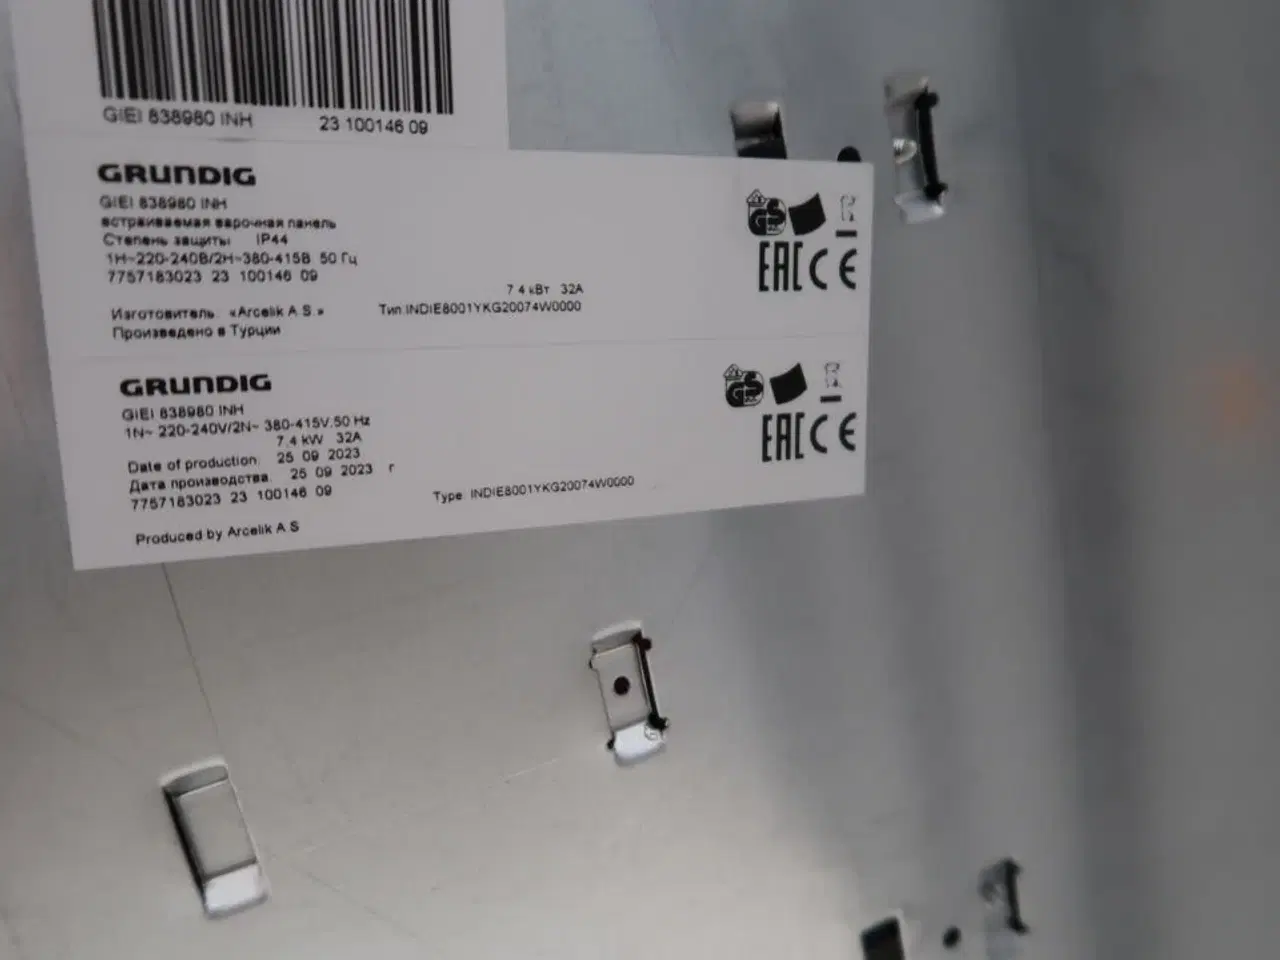 GIEI 838980 INH 23 100146 09
GRUNDIG
GIEI 838980 INH
встраиваемая варочная панель
Степень защиты IP44
1Н~220-240В/2Н~380-415В 50 Гц
7757183023 23 100146 09
7.4 кВт 32А
Изготовитель: «Arcelik A.S.» Тип:INDIE8001YKG20074W0000
Произведено в Турции
EAC CE
GRUNDIG
GIEI 838980 INH
1N~ 220-240V/2N~ 380-415V.50 Hz
7.4 kW 32A
Date of production: 25 09 2023
Дата производства: 25 09 2023 г
7757183023 23 100146 09
Type: INDIE8001YKG20074W0000
Produced by Arcelik A.S
EAC CE